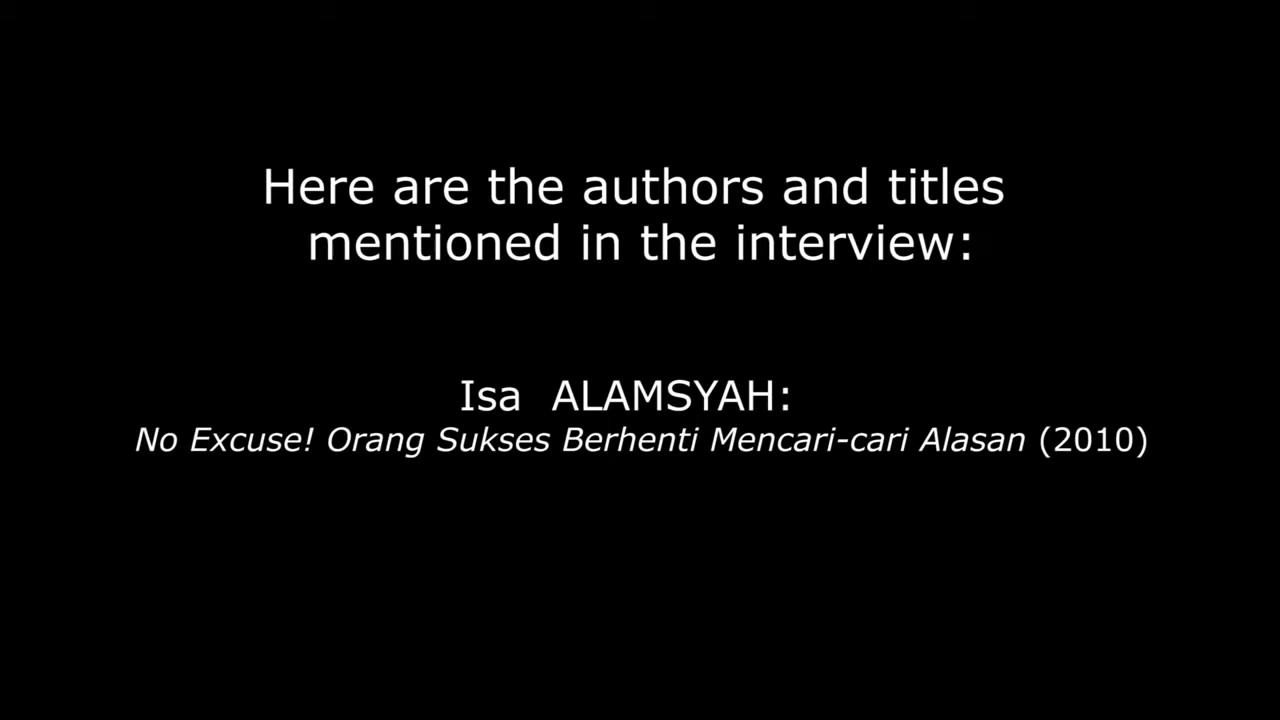 Here are the authors and titles
mentioned in the interview:
Isa ALAMSYAH:
No Excuse! Orang Sukses Berhenti Mencari-cari Alasan (2010)